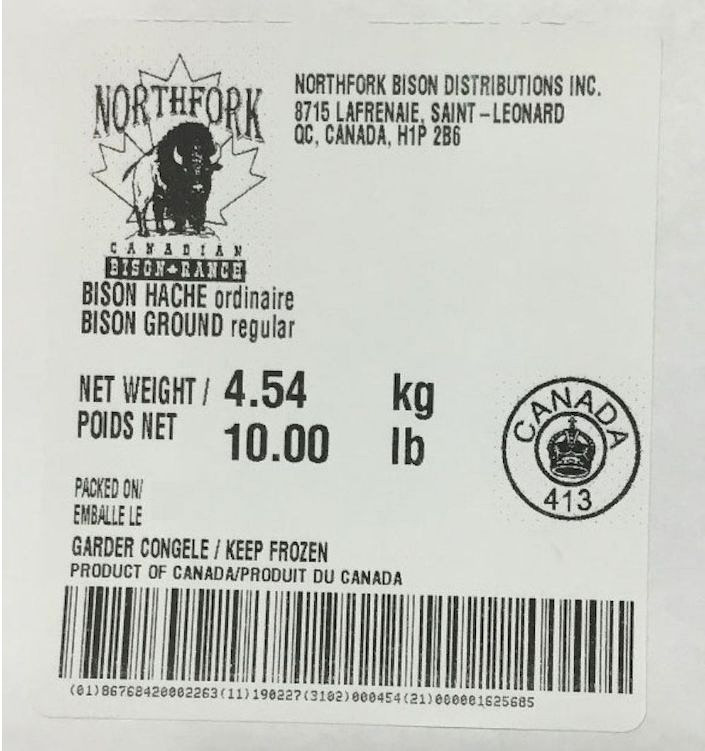 NORTHFORK
CANADIAN
BISON RANCH
NORTHFORK BISON DISTRIBUTIONS INC.
8715 LAFRENAIE, SAINT-LEONARD
QC, CANADA, H1P 2B6
BISON HACHE ordinaire
BISON GROUND regular
NET WEIGHT / 4.54 kg
POIDS NET 10.00 lb
CANADA
413
PACKED ON/
EMBALLE LE
GARDER CONGELE / KEEP FROZEN
PRODUCT OF CANADA/PRODUIT DU CANADA
(01)86768420002263(11)190227(3102)000454(21)000001625685